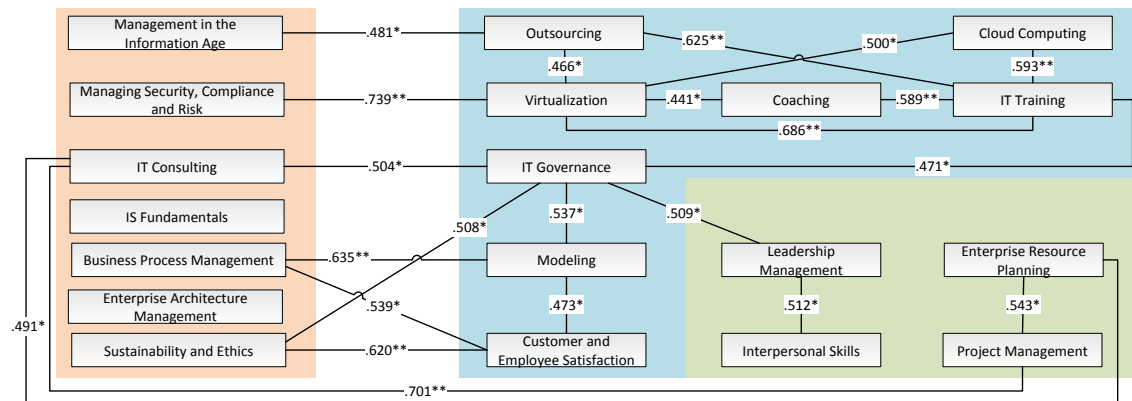 Management in the
Information Age
.481*
Outsourcing
.625**
.500*
Cloud Computing
.466*
.593**
Managing Security, Compliance
and Risk
.739**
Virtualization
.441*
Coaching
.589**
IT Training
.686**
IT Consulting
.504*
IT Governance
.471*
IS Fundamentals
.508*
.537*
.509*
Business Process Management
.635**
Modeling
Leadership
Management
Enterprise Resource
Planning
Enterprise Architecture
Management
.539*
.473*
.512*
.543*
.491*
Sustainability and Ethics
.620**
Customer and
Employee Satisfaction
Interpersonal Skills
Project Management
.701**